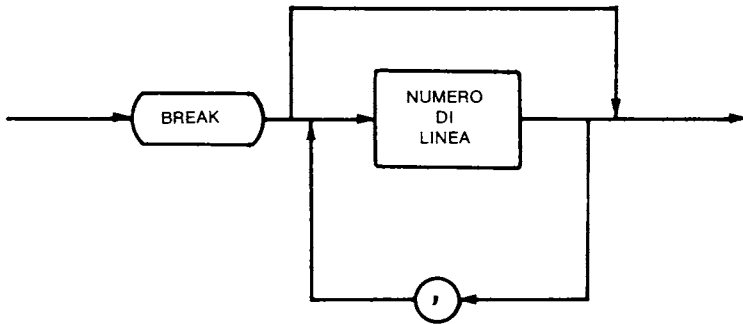 BREAK
NUMERO
DI
LINEA
,